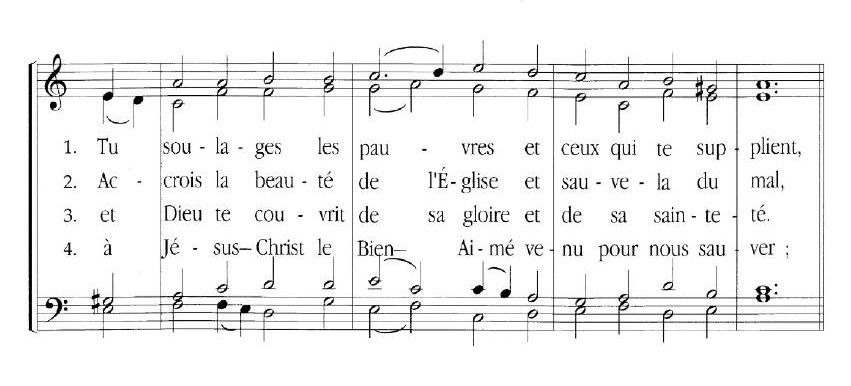 1. Tu sou - la - ges les pau - vres et ceux qui te sup - plient,
2. Ac - crois la beau - té de l'É - glise et sau - ve - la du mal,
3. et Dieu te cou - vrit de sa gloire et de sa sain - te - té.
4. à Jé - sus– Christ le Bien– Ai - mé ve - nu pour nous sau - ver ;